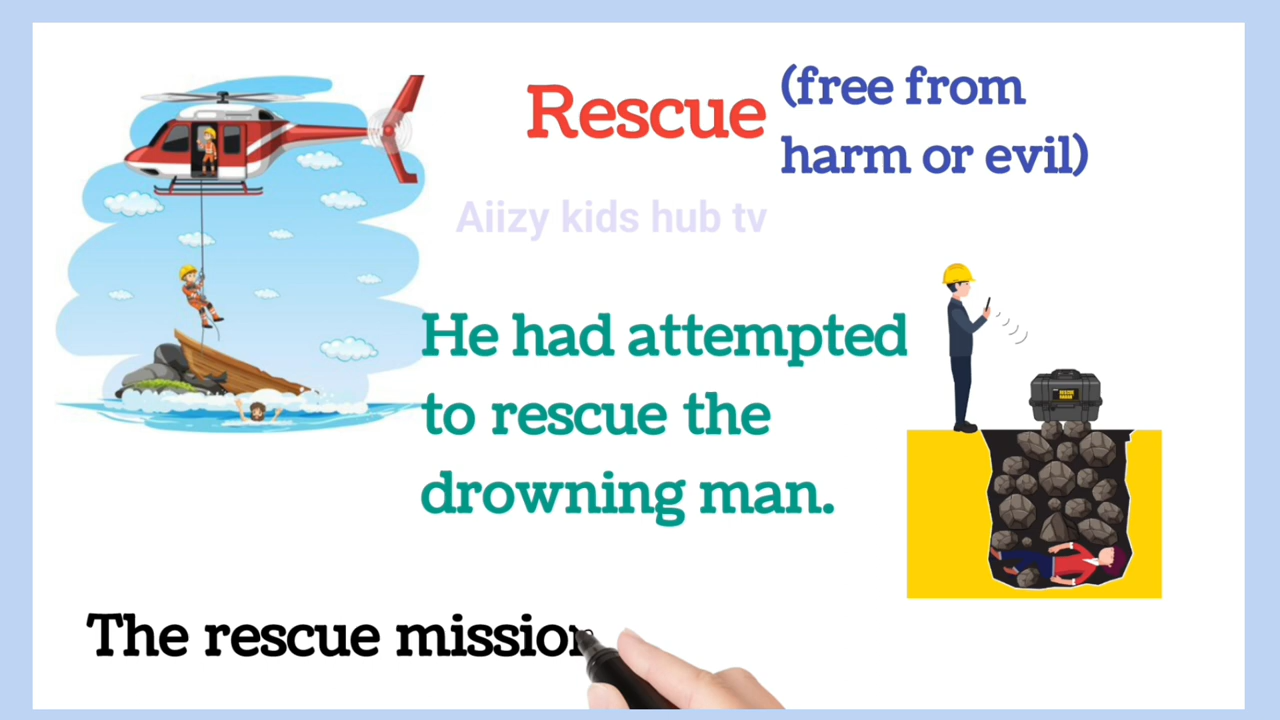 Rescue
(free from
harm or evil)
Aiizy kids hub tv
He had attempted
to rescue the
drowning man.
The rescue mission